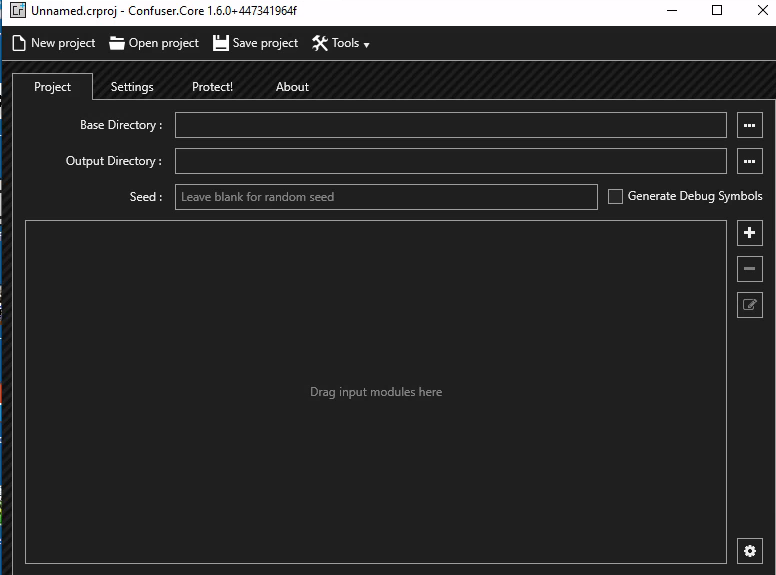 Cr Unnamed.crproj - Confuser.Core 1.6.0+447341964f
New project Open project Save project Tools
Project Settings Protect! About
Base Directory :
Output Directory :
Seed : Leave blank for random seed Generate Debug Symbols
Drag input modules here